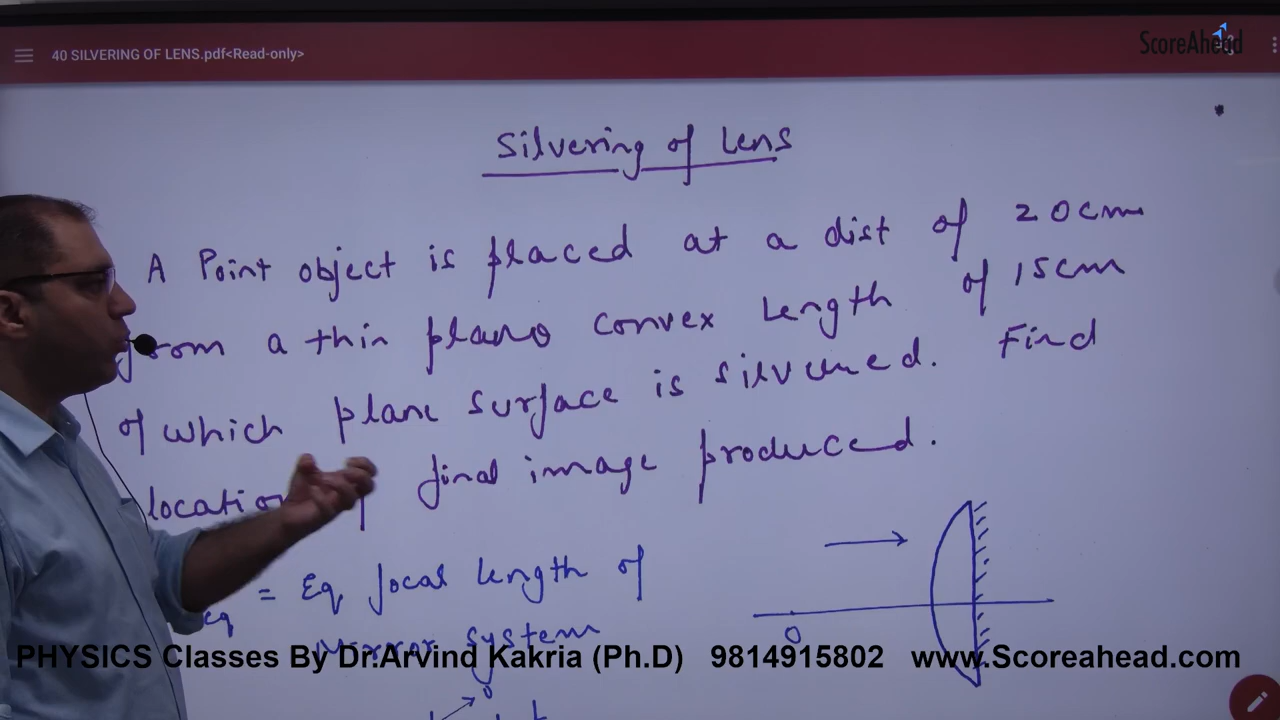 40 SILVERING OF LENS.pdf<Read-only>
ScoreAhead
Silvering of Lens
A Point object is placed at a dist of 20cm
from a thin plano convex length of 15cm
of which plane surface is silvered. Find
location final image produced.
eq = Eq focal length of
mirror system
O
PHYSICS Classes By Dr.Arvind Kakria (Ph.D) 9814915802 www.Scoreahead.com